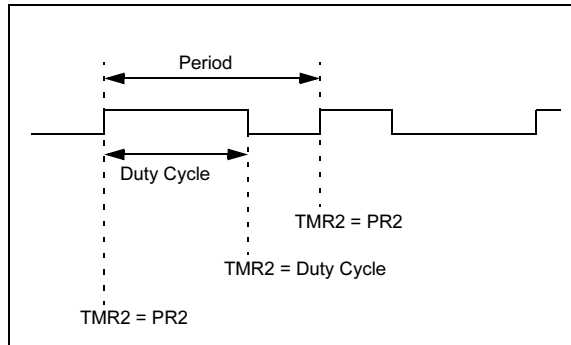 Period
Duty Cycle
TMR2 = PR2
TMR2 = Duty Cycle
TMR2 = PR2